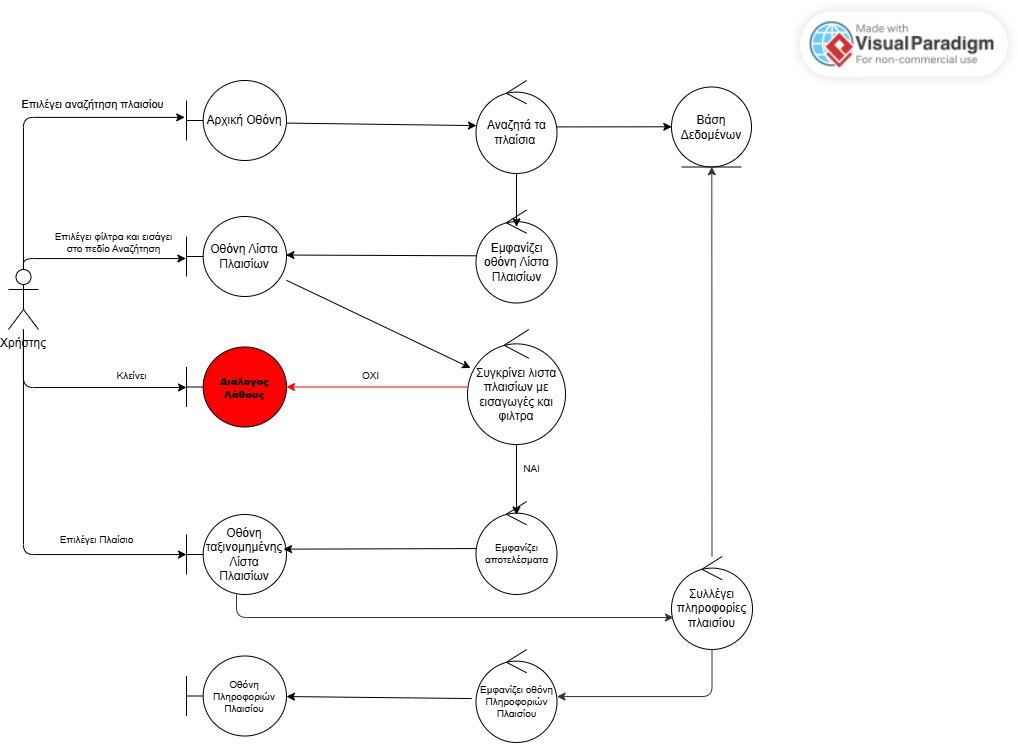 Made with
Visual Paradigm
For non-commercial use
Επιλέγει αναζήτηση πλαισίου
Αρχική Οθόνη
Αναζητά τα
πλαίσια
Βάση
Δεδομένων
Επιλέγει φίλτρα και εισάγει
στο πεδίο Αναζήτηση
Οθόνη Λίστα
Πλαισίων
Εμφανίζει
οθόνη Λίστα
Πλαισίων
Χρήστης
Κλείνει
Διάλογος
Λάθους
ΟΧΙ
Συγκρίνει λιστα
πλαισίων με
εισαγωγές και
φιλτρα
ΝΑΙ
Επιλέγει Πλαίσιο
Οθόνη
ταξινομημένης
Λίστα
Πλαισίων
Εμφανίζει
αποτελέσματα
Συλλέγει
πληροφορίες
πλαισίου
Οθόνη
Πληροφοριών
Πλαισίου
Εμφανίζει οθόνη
Πληροφοριών
Πλαισίου